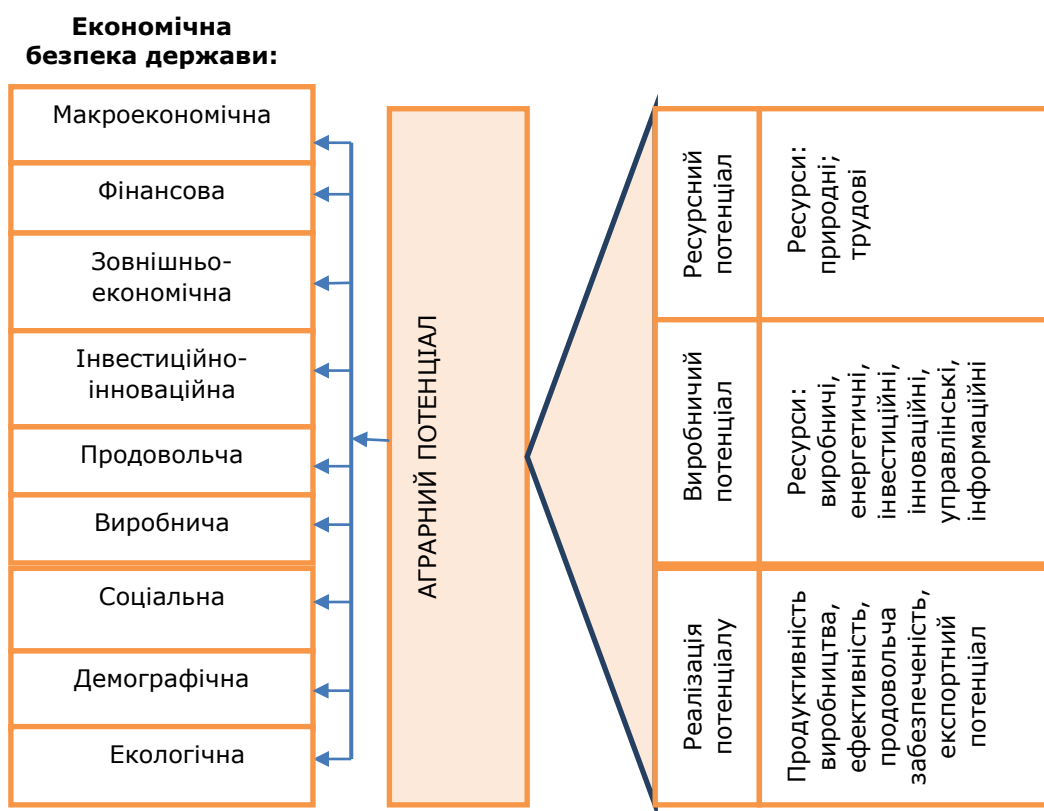 Економічна
безпека держави:
Макроекономічна
Фінансова
Зовнішньо-
економічна
Інвестиційно-
інноваційна
Продовольча
Виробнича
Соціальна
Демографічна
Екологічна
АГРАРНИЙ ПОТЕНЦІАЛ
Ресурсний
потенціал
Ресурси:
природні;
трудові
Виробничий
потенціал
Ресурси:
виробничі,
енергетичні,
інвестиційні,
інноваційні,
управлінські,
інформаційні
Реалізація
потенціалу
Продуктивність
виробництва,
ефективність,
продовольча
забезпеченість,
експортний
потенціал